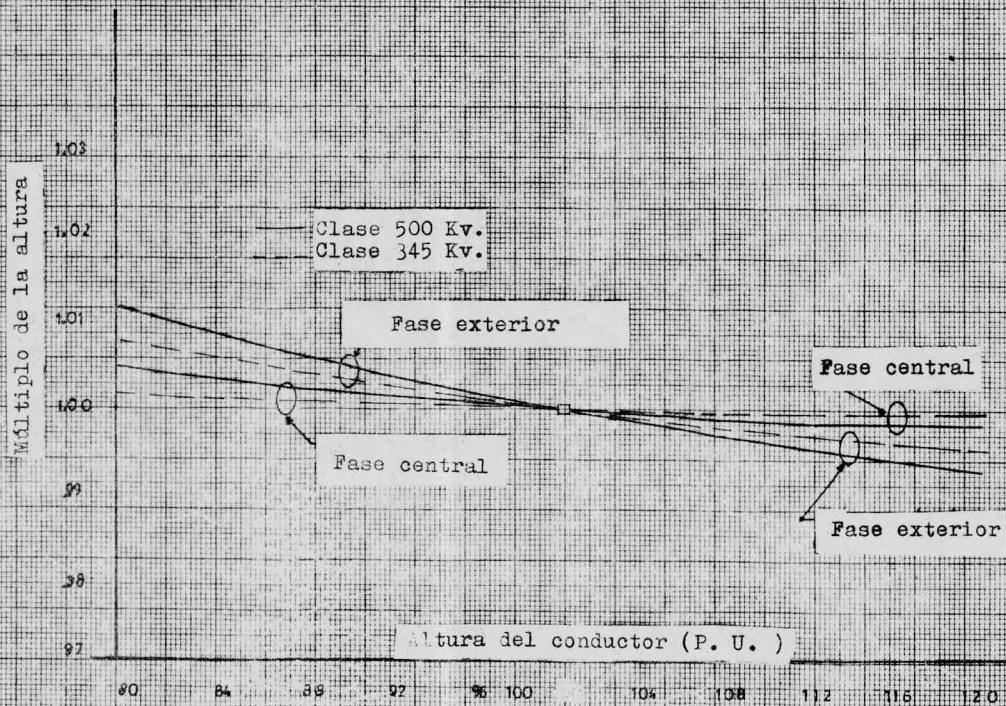 Móltiplo de la altura
1.03
1.02
1.01
1.00
.99
.98
.97
Clase 500 Kv.
Clase 345 Kv.
Fase exterior
Fase central
Fase central
Fase exterior
Altura del conductor (P. U. )
80 84 89 92 96 100 104 108 112 116 120